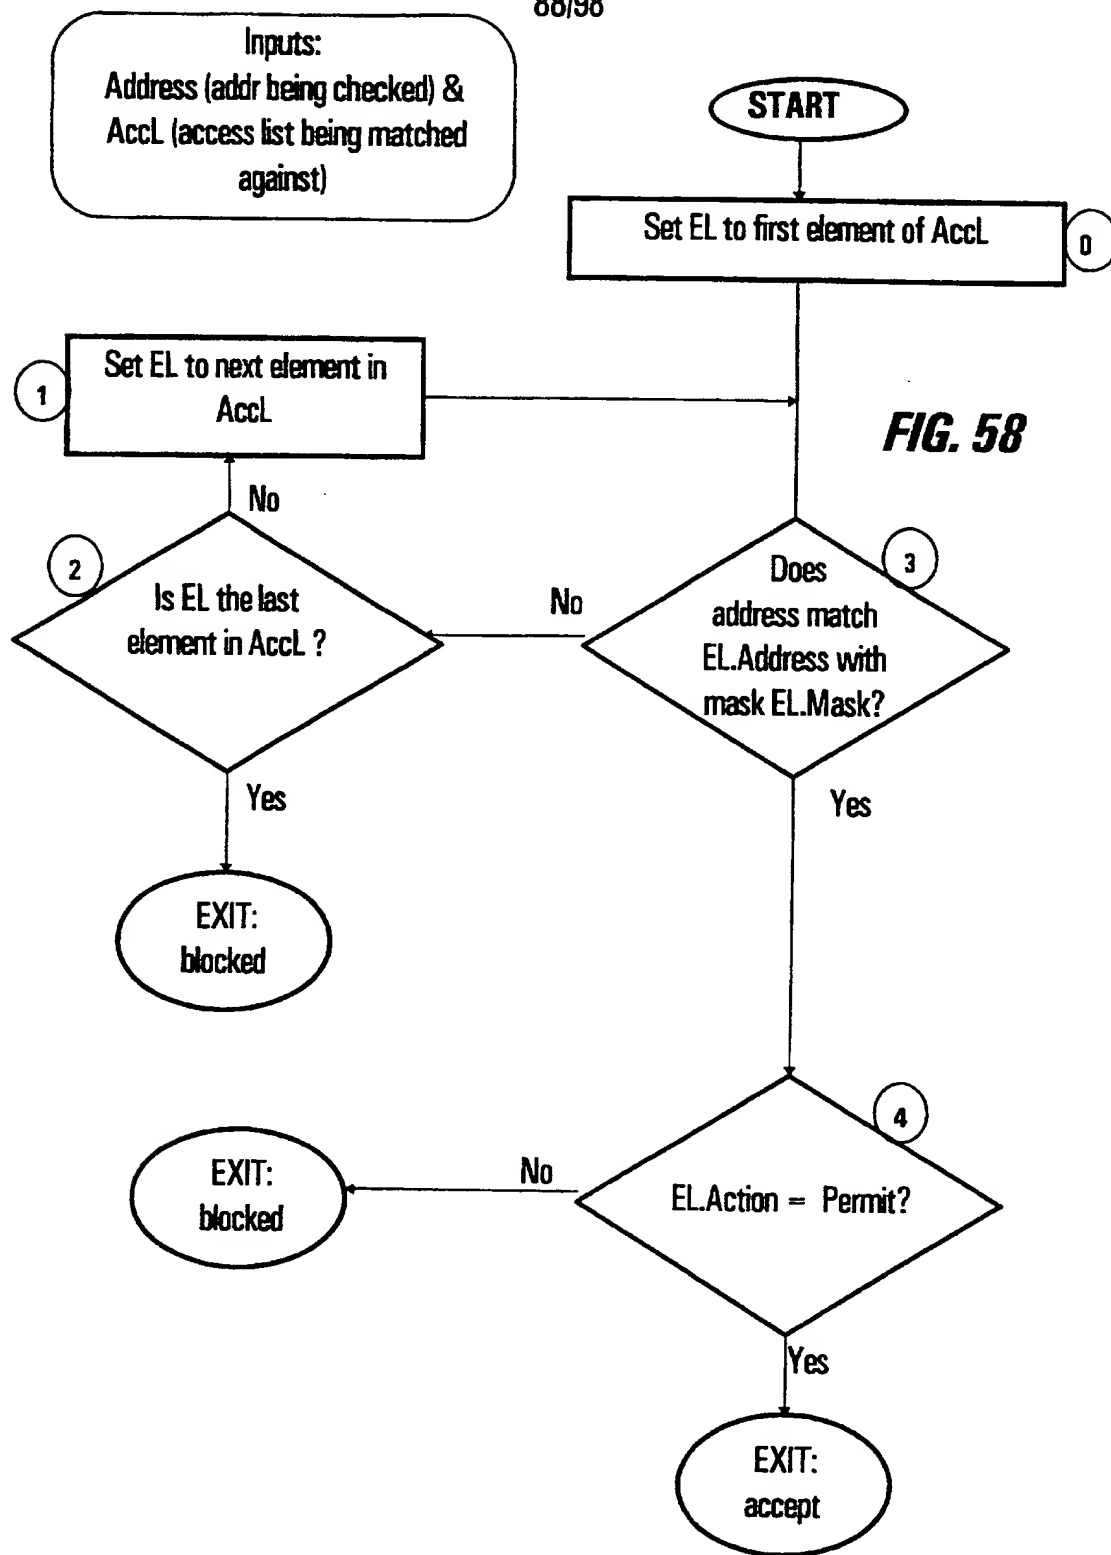 88/98
Inputs:
Address (addr being checked) &
AccL (access list being matched
against)
START
Set EL to first element of AccL
0
Set EL to next element in
AccL
1
FIG. 58
No
2
Is EL the last
element in AccL ?
No
3
Does
address match
EL.Address with
mask EL.Mask?
Yes
Yes
EXIT:
blocked
4
EL.Action = Permit?
No
EXIT:
blocked
Yes
EXIT:
accept